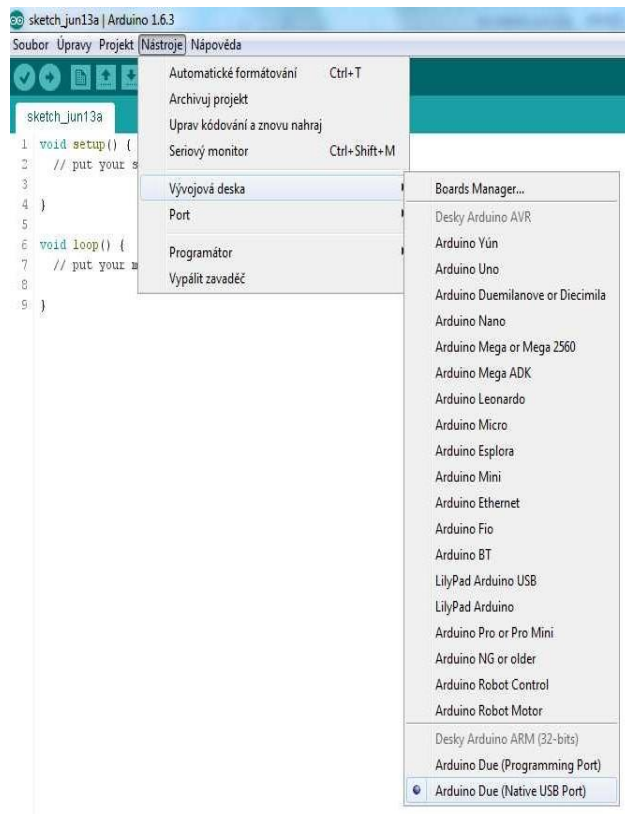 sketch_jun13a | Arduino 1.6.3
Soubor Úpravy Projekt Nástroje Nápověda
sketch_jun13a
1 void setup() {
2 // put your s
3
4 }
5
6 void loop() {
7 // put your m
8
9 }
Automatické formátování Ctrl+T
Archivuj projekt
Uprav kódování a znovu nahraj
Seriový monitor Ctrl+Shift+M
Vývojová deska
Port
Programátor
Vypálit zavaděč
Boards Manager...
Desky Arduino AVR
Arduino Yún
Arduino Uno
Arduino Duemilanove or Diecimila
Arduino Nano
Arduino Mega or Mega 2560
Arduino Mega ADK
Arduino Leonardo
Arduino Micro
Arduino Esplora
Arduino Mini
Arduino Ethernet
Arduino Fio
Arduino BT
LilyPad Arduino USB
LilyPad Arduino
Arduino Pro or Pro Mini
Arduino NG or older
Arduino Robot Control
Arduino Robot Motor
Desky Arduino ARM (32-bits)
Arduino Due (Programming Port)
Arduino Due (Native USB Port)